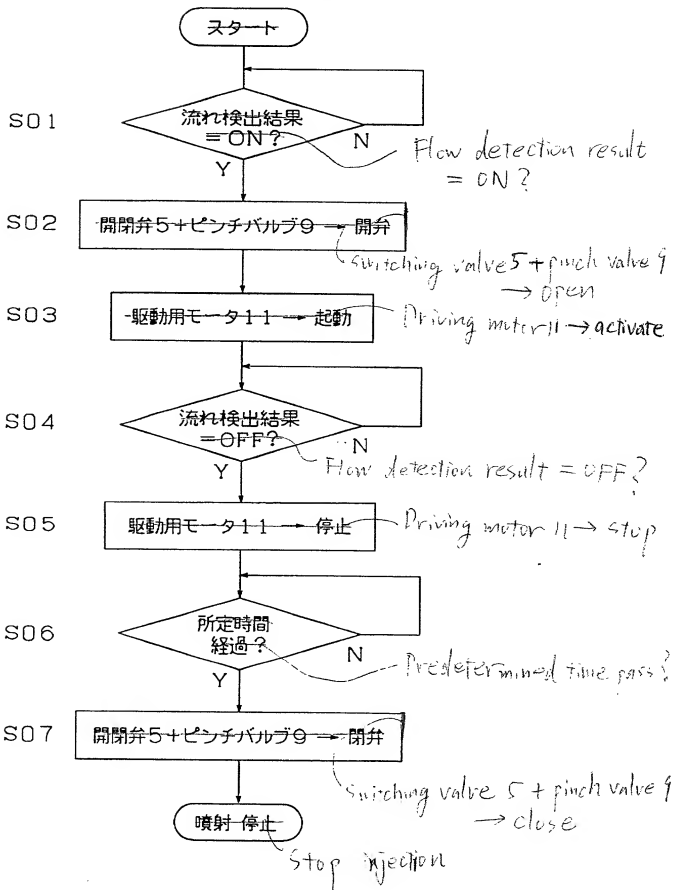 スタート
S01
流れ検出結果
=ON?
N
Y
Flow detection result
= ON?
S02
開閉弁5+ピンチバルブ9 → 開弁
Switching valve 5 + pinch valve 9
→ open
S03
駆動用モータ11 → 起動
Driving motor 11 → activate
S04
流れ検出結果
=OFF?
N
Y
Flow detection result = OFF?
S05
駆動用モータ11 → 停止
Driving motor 11 → stop
S06
所定時間
経過?
N
Y
Predetermined time pass?
S07
開閉弁5+ピンチバルブ9 → 閉弁
Switching valve 5 + pinch valve 9
→ close
噴射 停止
Stop injection